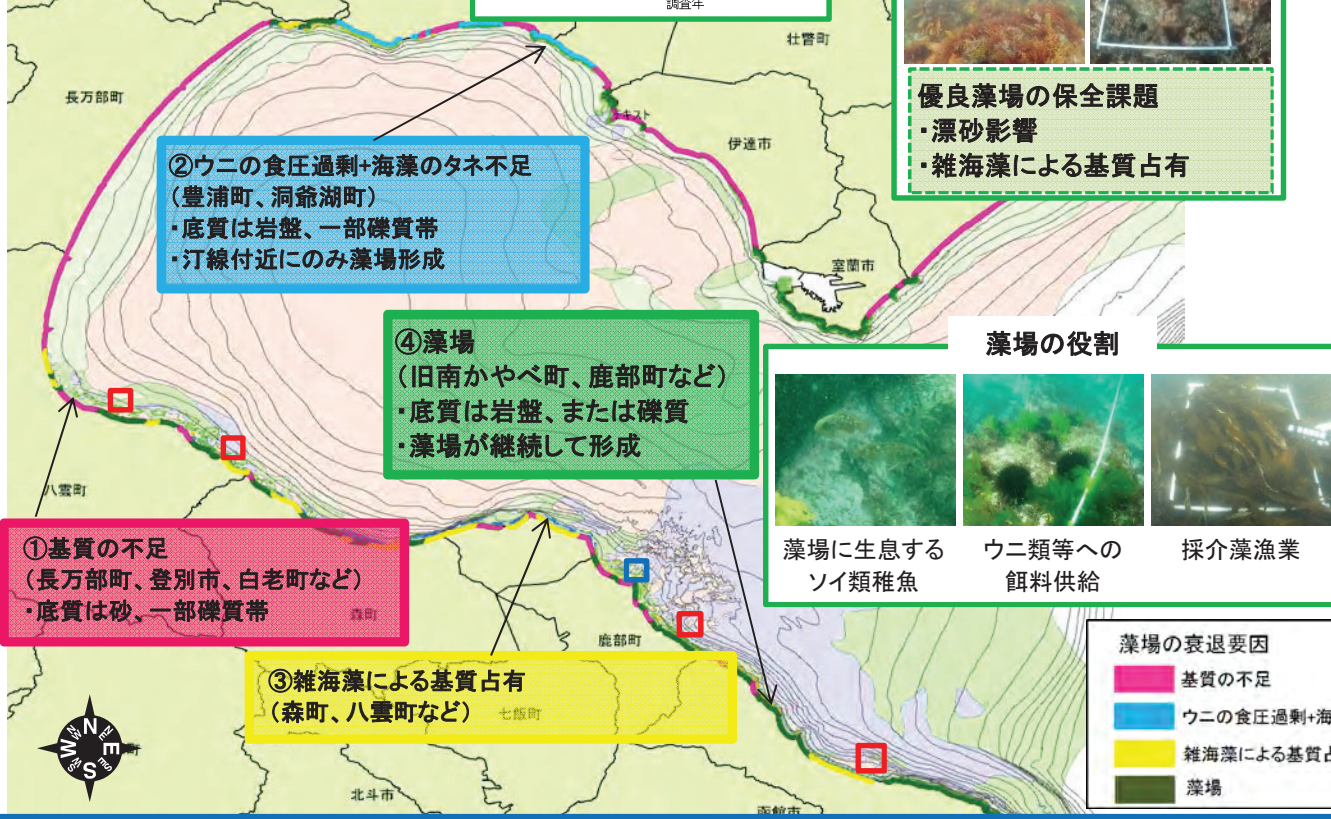 調査年
壮瞥町
長万部町
テキスト
伊達市
優良藻場の保全課題
・漂砂影響
・雑海藻による基質占有
②ウニの食圧過剰+海藻のタネ不足
（豊浦町、洞爺湖町）
・底質は岩盤、一部礫質帯
・汀線付近にのみ藻場形成
室蘭市
④藻場
（旧南かやべ町、鹿部町など）
・底質は岩盤、または礫質
・藻場が継続して形成
藻場の役割
藻場に生息する
ソイ類稚魚
ウニ類等への
餌料供給
採介藻漁業
八雲町
①基質の不足
（長万部町、登別市、白老町など）
・底質は砂、一部礫質帯
森町
鹿部町
③雑海藻による基質占有
（森町、八雲町など）
七飯町
藻場の衰退要因
基質の不足
ウニの食圧過剰+海
雑海藻による基質占
藻場
N
NE
E
SE
S
SW
W
NW
町
北斗市
函館市